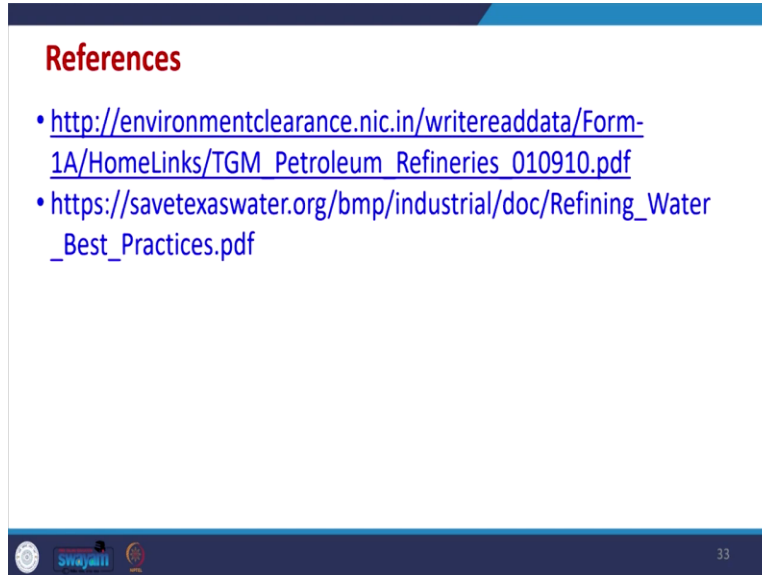 References
• http://environmentclearance.nic.in/writereaddata/Form-
1A/HomeLinks/TGM_Petroleum_Refineries_010910.pdf
• https://savetexaswater.org/bmp/industrial/doc/Refining_Water
_Best_Practices.pdf
swayam
33